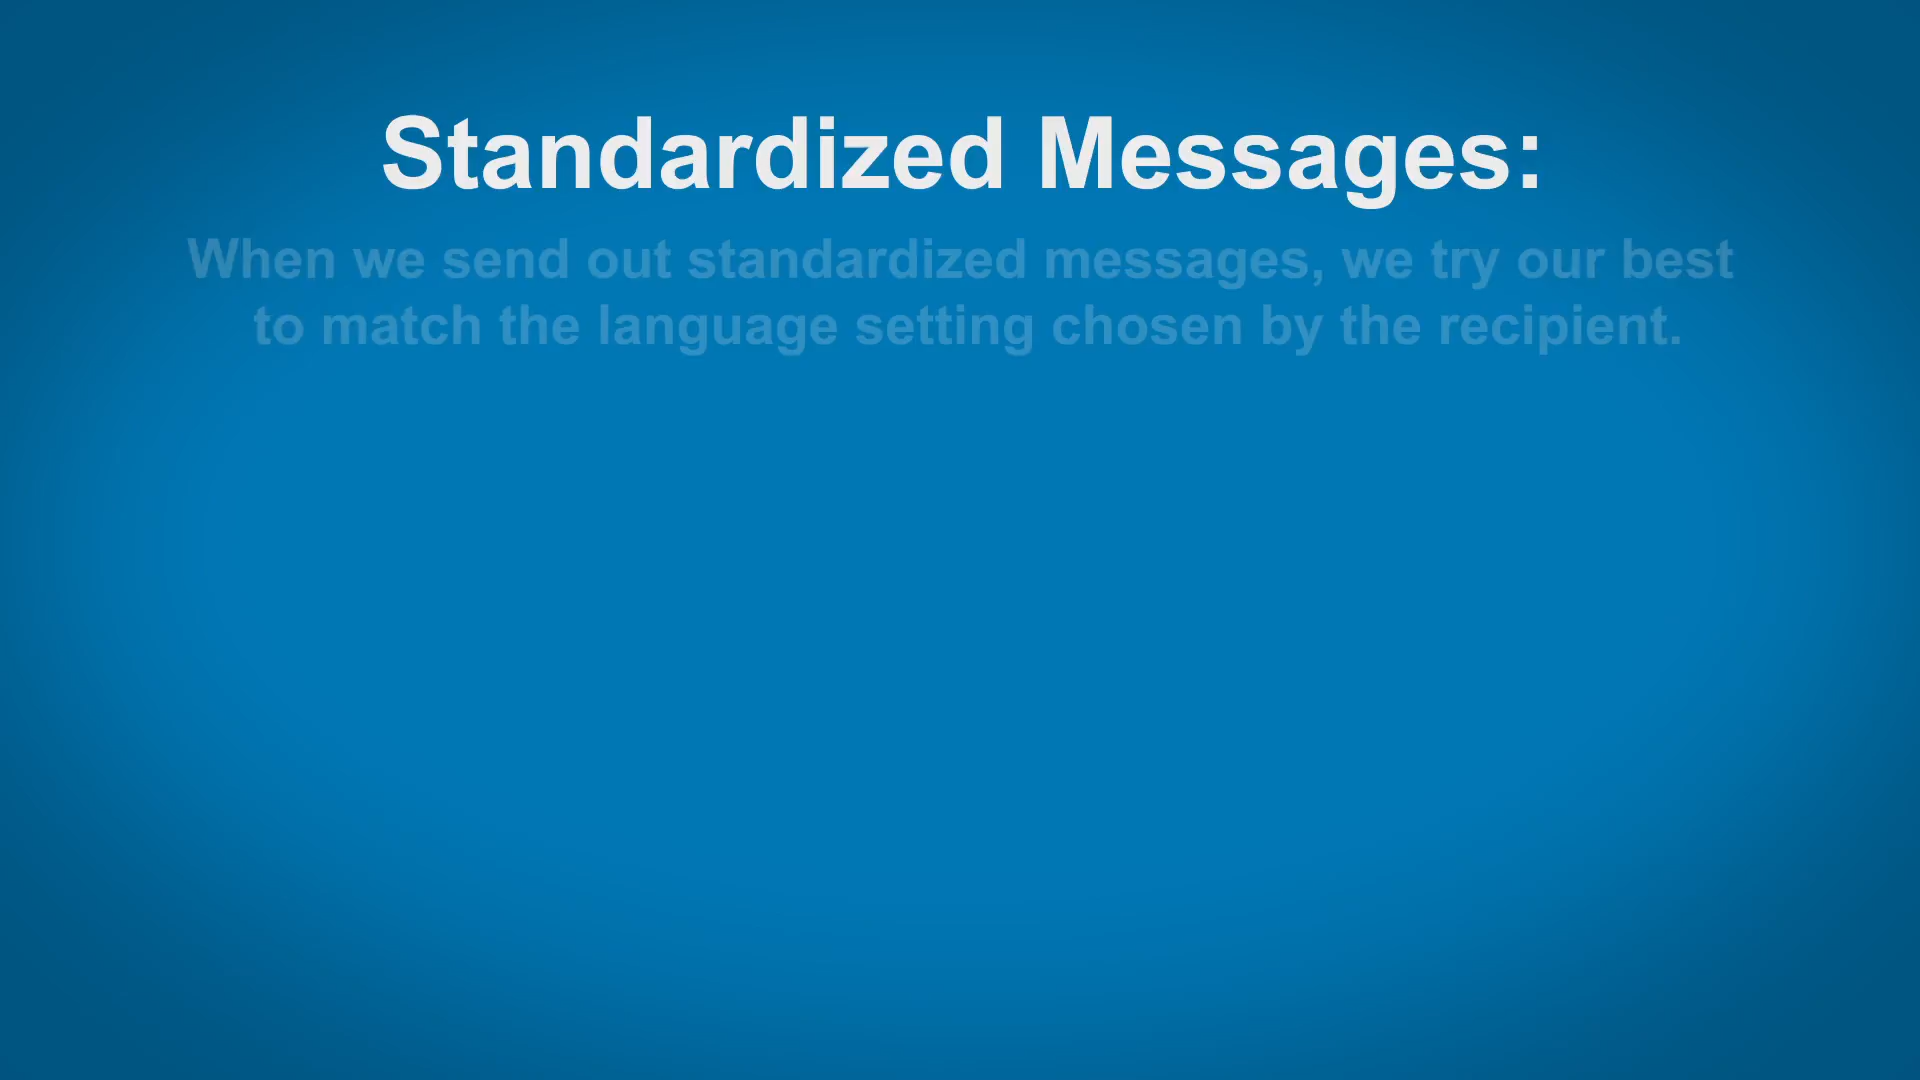 Standardized Messages:
When we send out standardized messages, we try our best
to match the language setting chosen by the recipient.